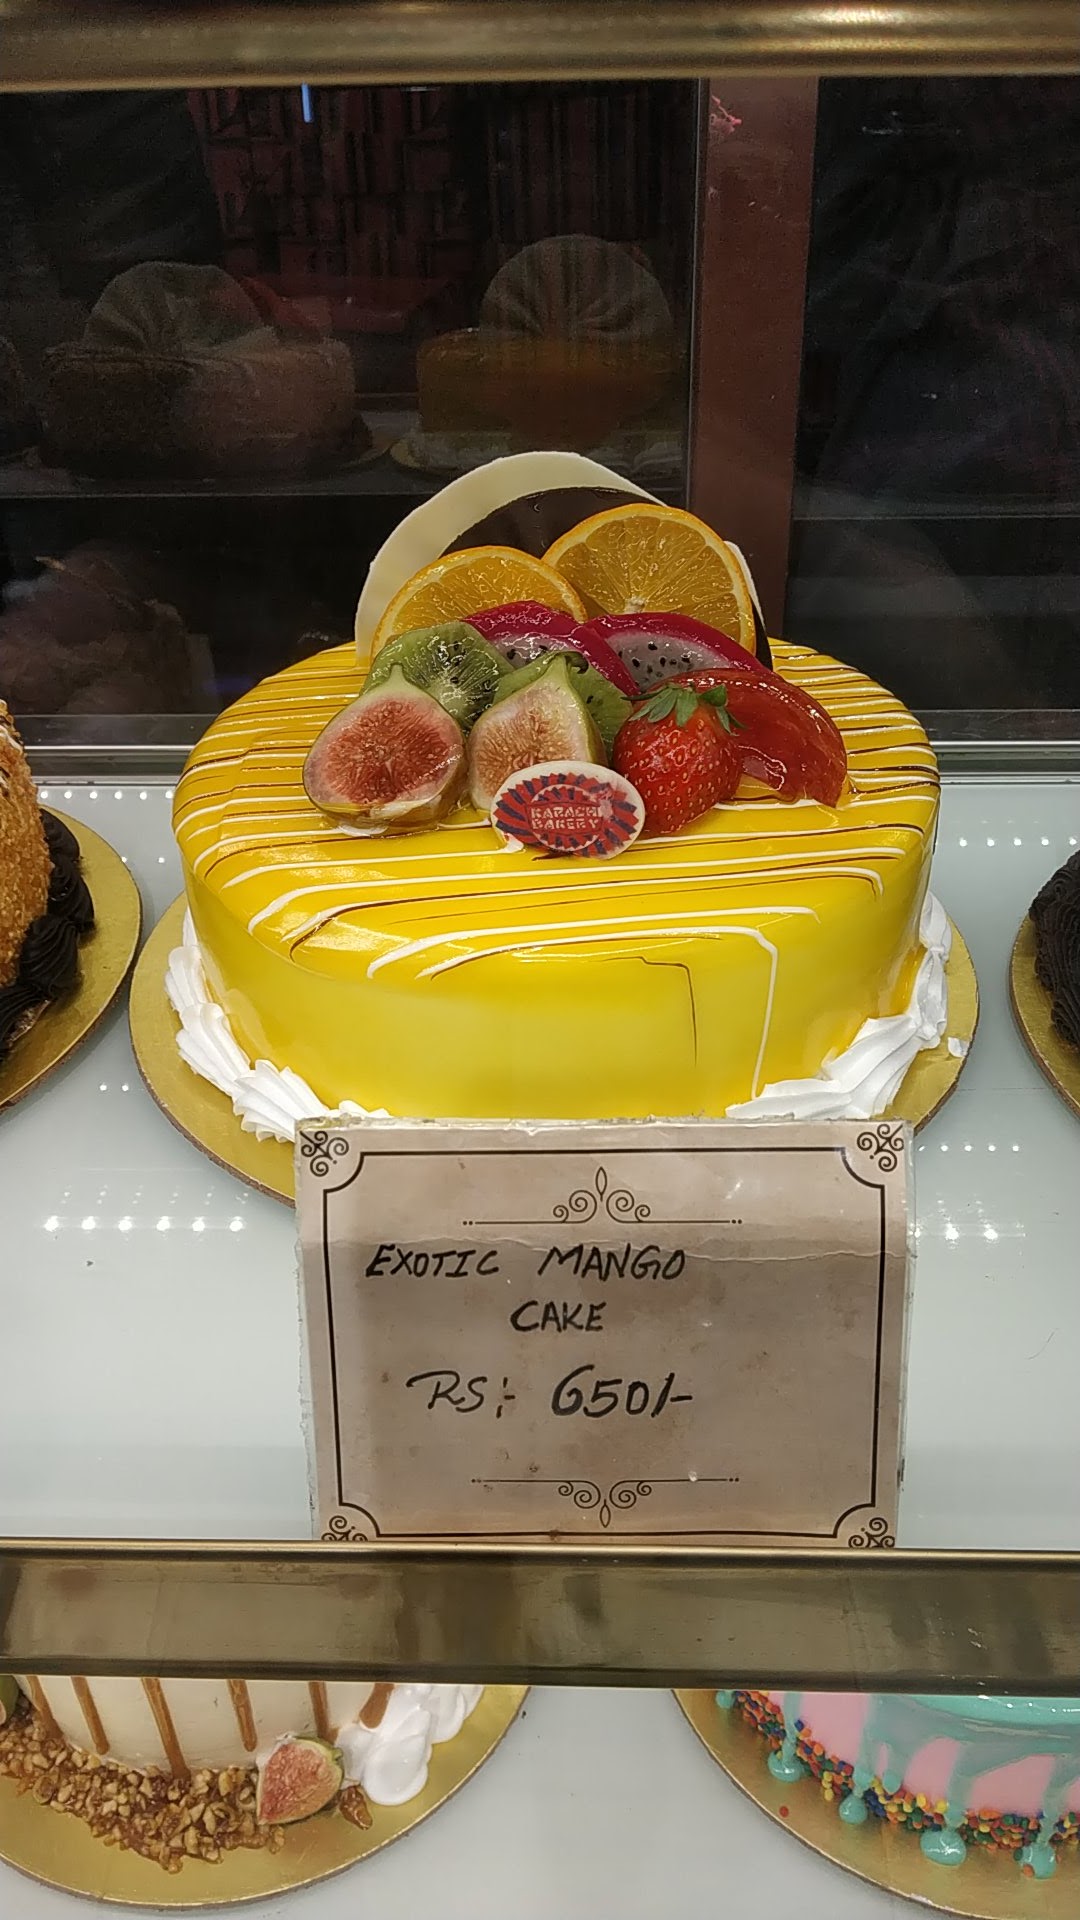 KARACHI
BAKERY
EXOTIC MANGO
CAKE
RS:- 650/-